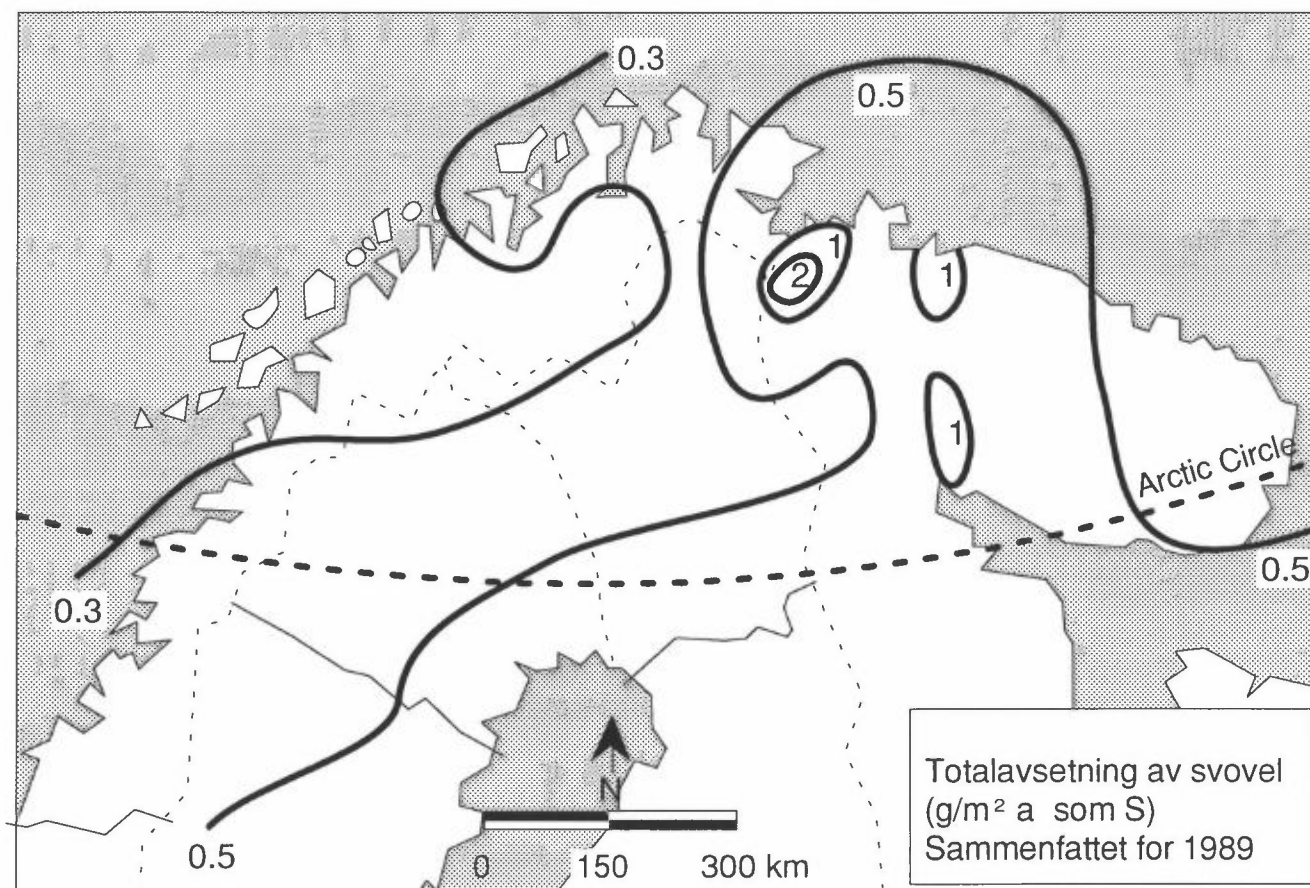 0.3
0.5
1
2
1
1
Arctic Circle
0.3
0.5
0.5
N
0 150 300 km
Totalavsetning av svovel
(g/m² a som S)
Sammenfattet for 1989